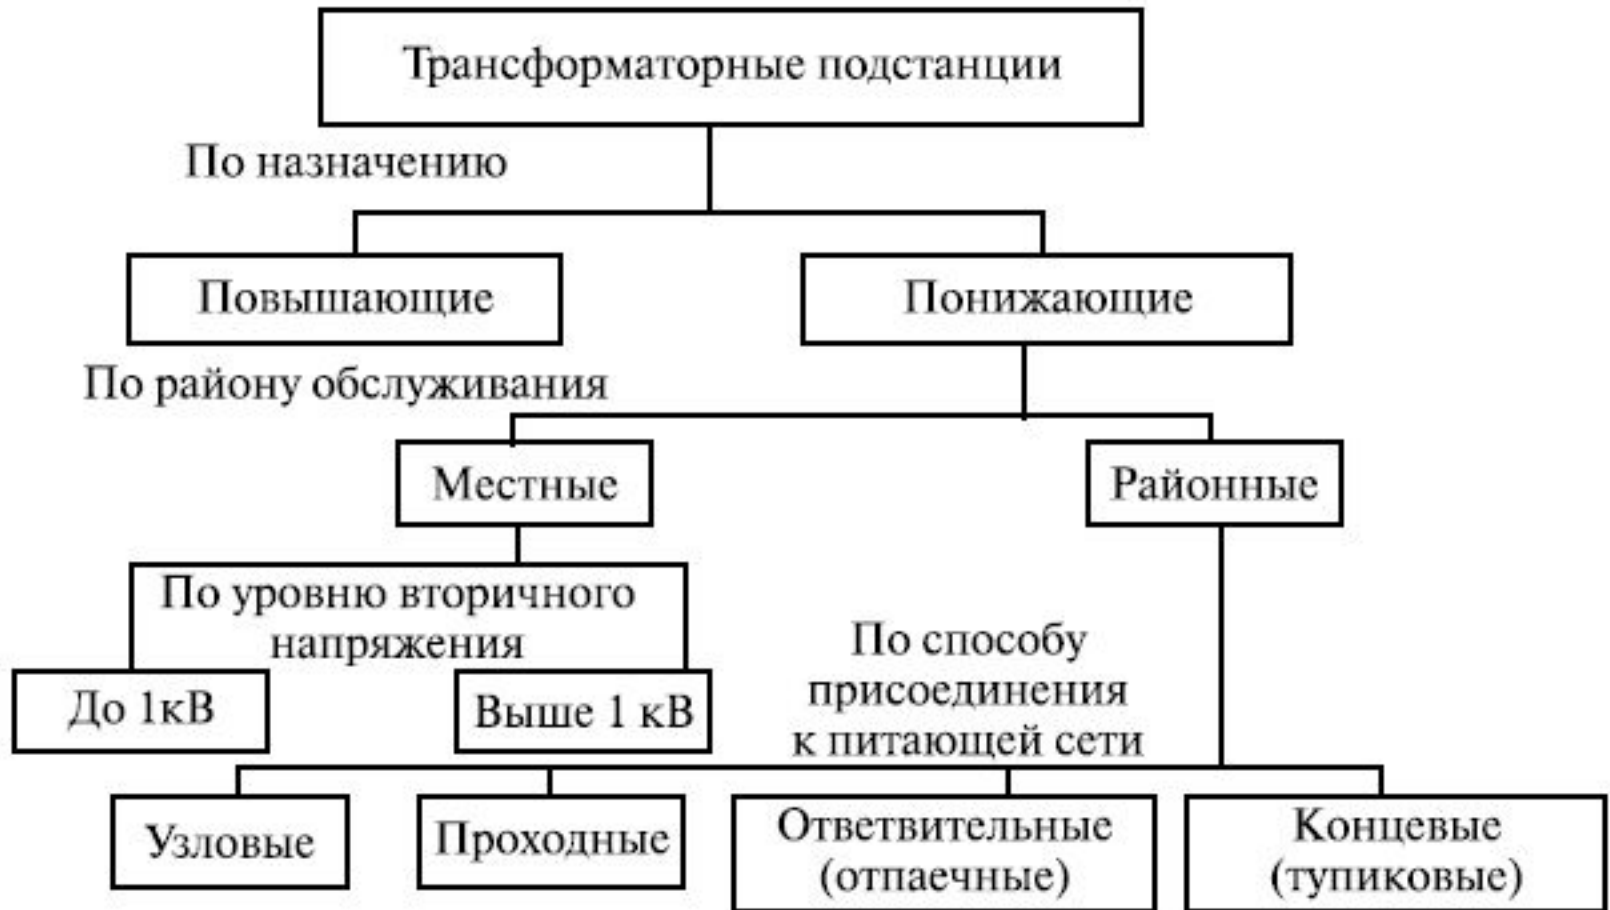 Трансформаторные подстанции
По назначению
Повышающие
Понижающие
По району обслуживания
Местные
Районные
По уровню вторичного
напряжения
До 1кВ
Выше 1 кВ
По способу
присоединения
к питающей сети
Узловые
Проходные
Ответвительные
(отпаечные)
Концевые
(тупиковые)